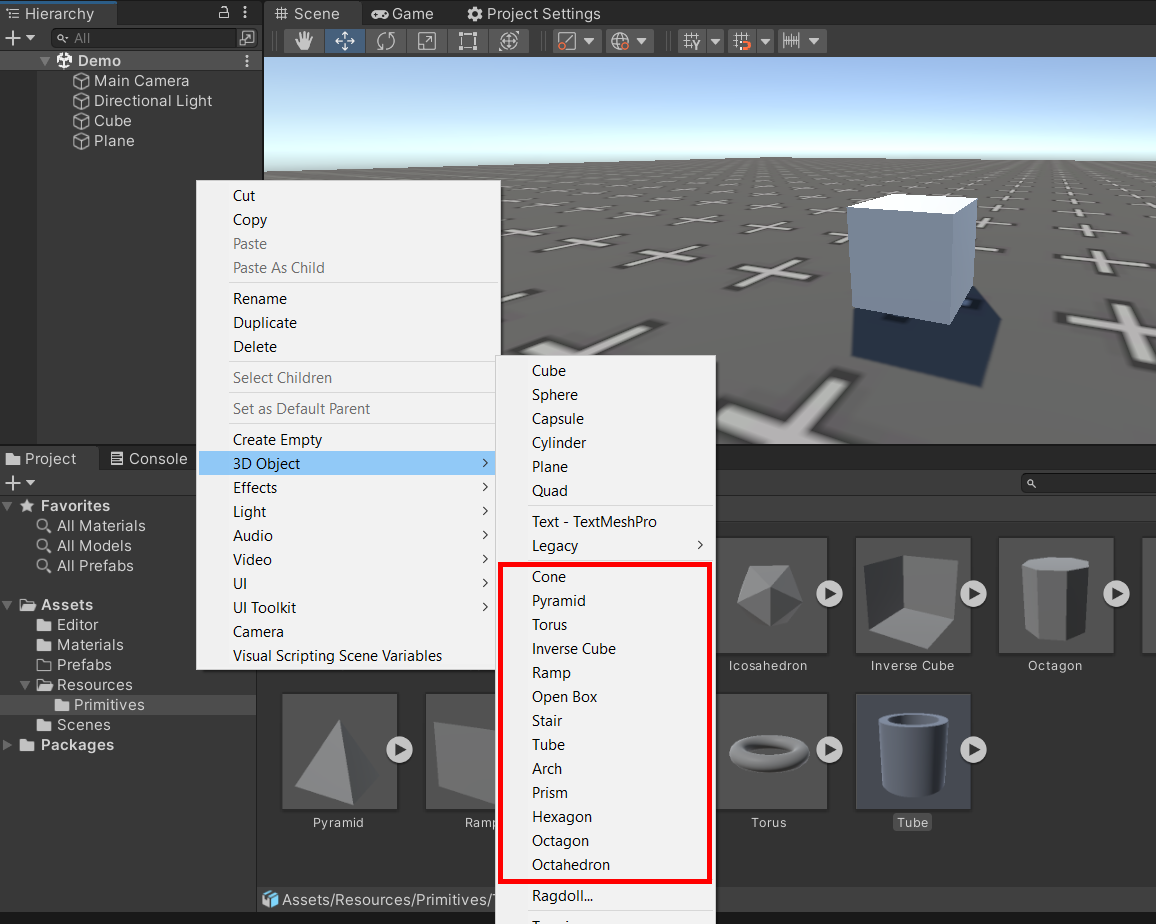 Hierarchy
All
Demo
Main Camera
Directional Light
Cube
Plane
Scene
Game
Project Settings
Cut
Copy
Paste
Paste As Child
Rename
Duplicate
Delete
Select Children
Set as Default Parent
Create Empty
3D Object
Effects
Light
Audio
Video
UI
UI Toolkit
Camera
Visual Scripting Scene Variables
Cube
Sphere
Capsule
Cylinder
Plane
Quad
Text - TextMeshPro
Legacy
Cone
Pyramid
Torus
Inverse Cube
Ramp
Open Box
Stair
Tube
Arch
Prism
Hexagon
Octagon
Octahedron
Ragdoll...
Project
Console
Favorites
All Materials
All Models
All Prefabs
Assets
Editor
Materials
Prefabs
Resources
Primitives
Scenes
Packages
Icosahedron
Inverse Cube
Octagon
Pyramid
Ramp
Torus
Tube
Assets/Resources/Primitives/